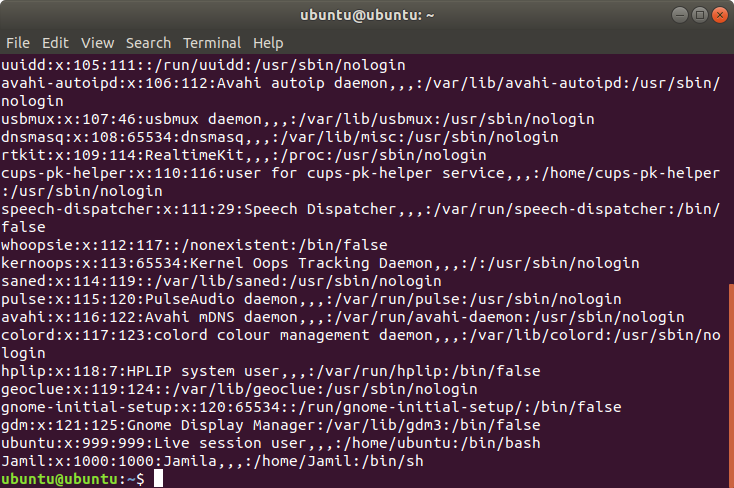 ubuntu@ubuntu: ~
File Edit View Search Terminal Help
uuidd:x:105:111::/run/uuidd:/usr/sbin/nologin
avahi-autoipd:x:106:112:Avahi autoip daemon,,,:/var/lib/avahi-autoipd:/usr/sbin/
nologin
usbmux:x:107:46:usbmux daemon,,,:/var/lib/usbmux:/usr/sbin/nologin
dnsmasq:x:108:65534:dnsmasq,,,:/var/lib/misc:/usr/sbin/nologin
rtkit:x:109:114:RealtimeKit,,,:/proc:/usr/sbin/nologin
cups-pk-helper:x:110:116:user for cups-pk-helper service,,,:/home/cups-pk-helper
:/usr/sbin/nologin
speech-dispatcher:x:111:29:Speech Dispatcher,,,:/var/run/speech-dispatcher:/bin/
false
whoopsie:x:112:117::/nonexistent:/bin/false
kernoops:x:113:65534:Kernel Oops Tracking Daemon,,,:/:/usr/sbin/nologin
saned:x:114:119::/var/lib/saned:/usr/sbin/nologin
pulse:x:115:120:PulseAudio daemon,,,:/var/run/pulse:/usr/sbin/nologin
avahi:x:116:122:Avahi mDNS daemon,,,:/var/run/avahi-daemon:/usr/sbin/nologin
colord:x:117:123:colord colour management daemon,,,:/var/lib/colord:/usr/sbin/no
login
hplip:x:118:7:HPLIP system user,,,:/var/run/hplip:/bin/false
geoclue:x:119:124::/var/lib/geoclue:/usr/sbin/nologin
gnome-initial-setup:x:120:65534::/run/gnome-initial-setup/:/bin/false
gdm:x:121:125:Gnome Display Manager:/var/lib/gdm3:/bin/false
ubuntu:x:999:999:Live session user,,,:/home/ubuntu:/bin/bash
Jamil:x:1000:1000:Jamila,,,:/home/Jamil:/bin/sh
ubuntu@ubuntu:~$